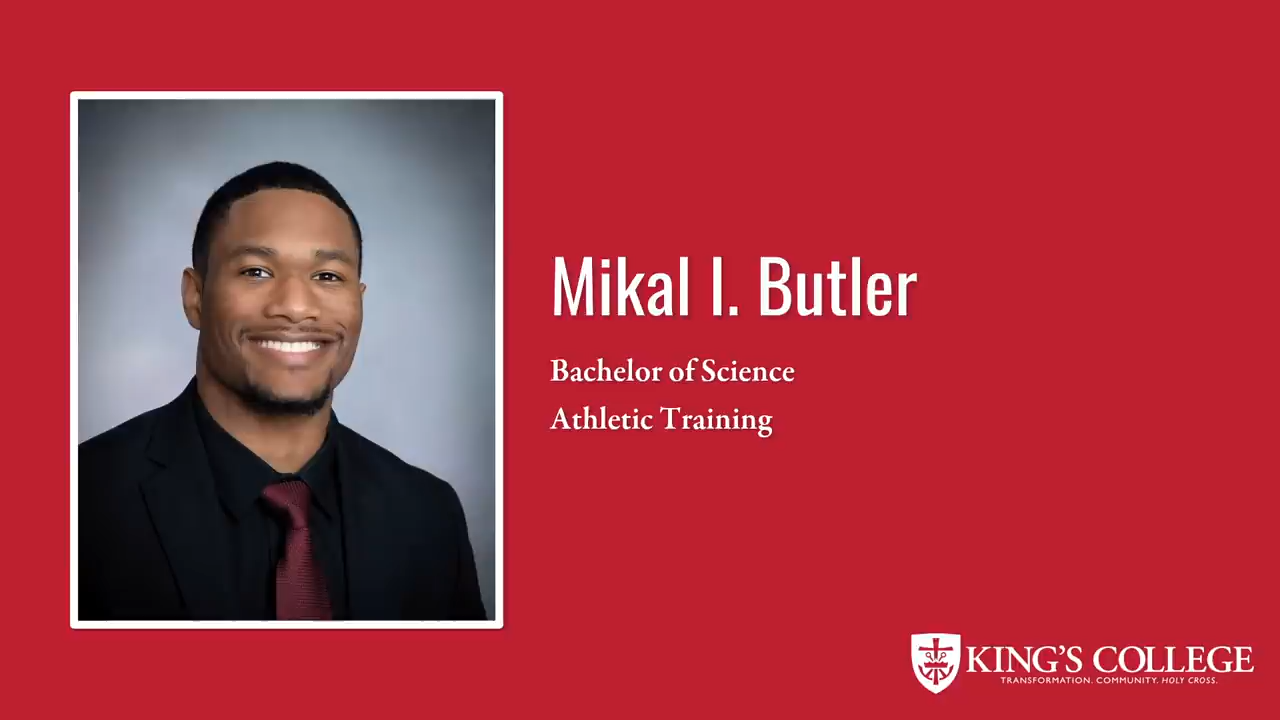 Mikal I. Butler
Bachelor of Science
Athletic Training
KING'S COLLEGE
TRANSFORMATION. COMMUNITY. HOLY CROSS.